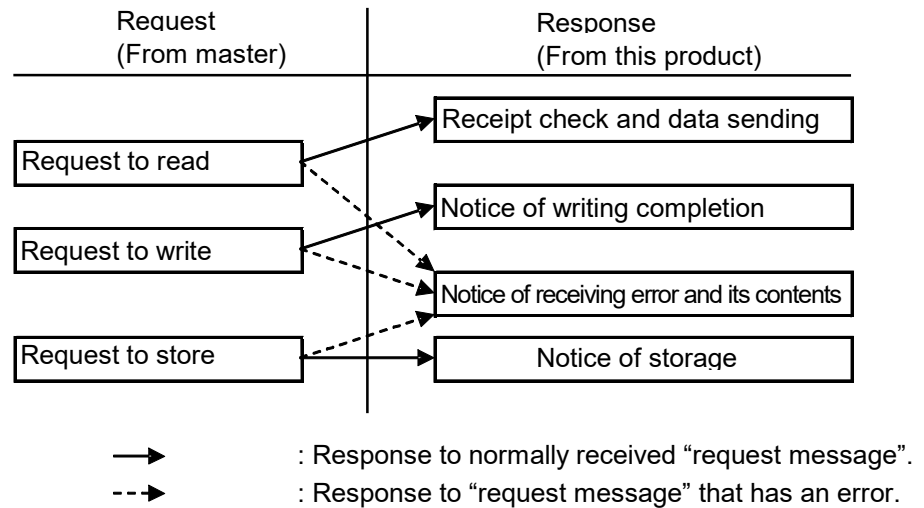 Request
(From master)
Response
(From this product)
Receipt check and data sending
Request to read
Notice of writing completion
Request to write
Notice of receiving error and its contents
Request to store
Notice of storage
: Response to normally received “request message”.
: Response to “request message” that has an error.